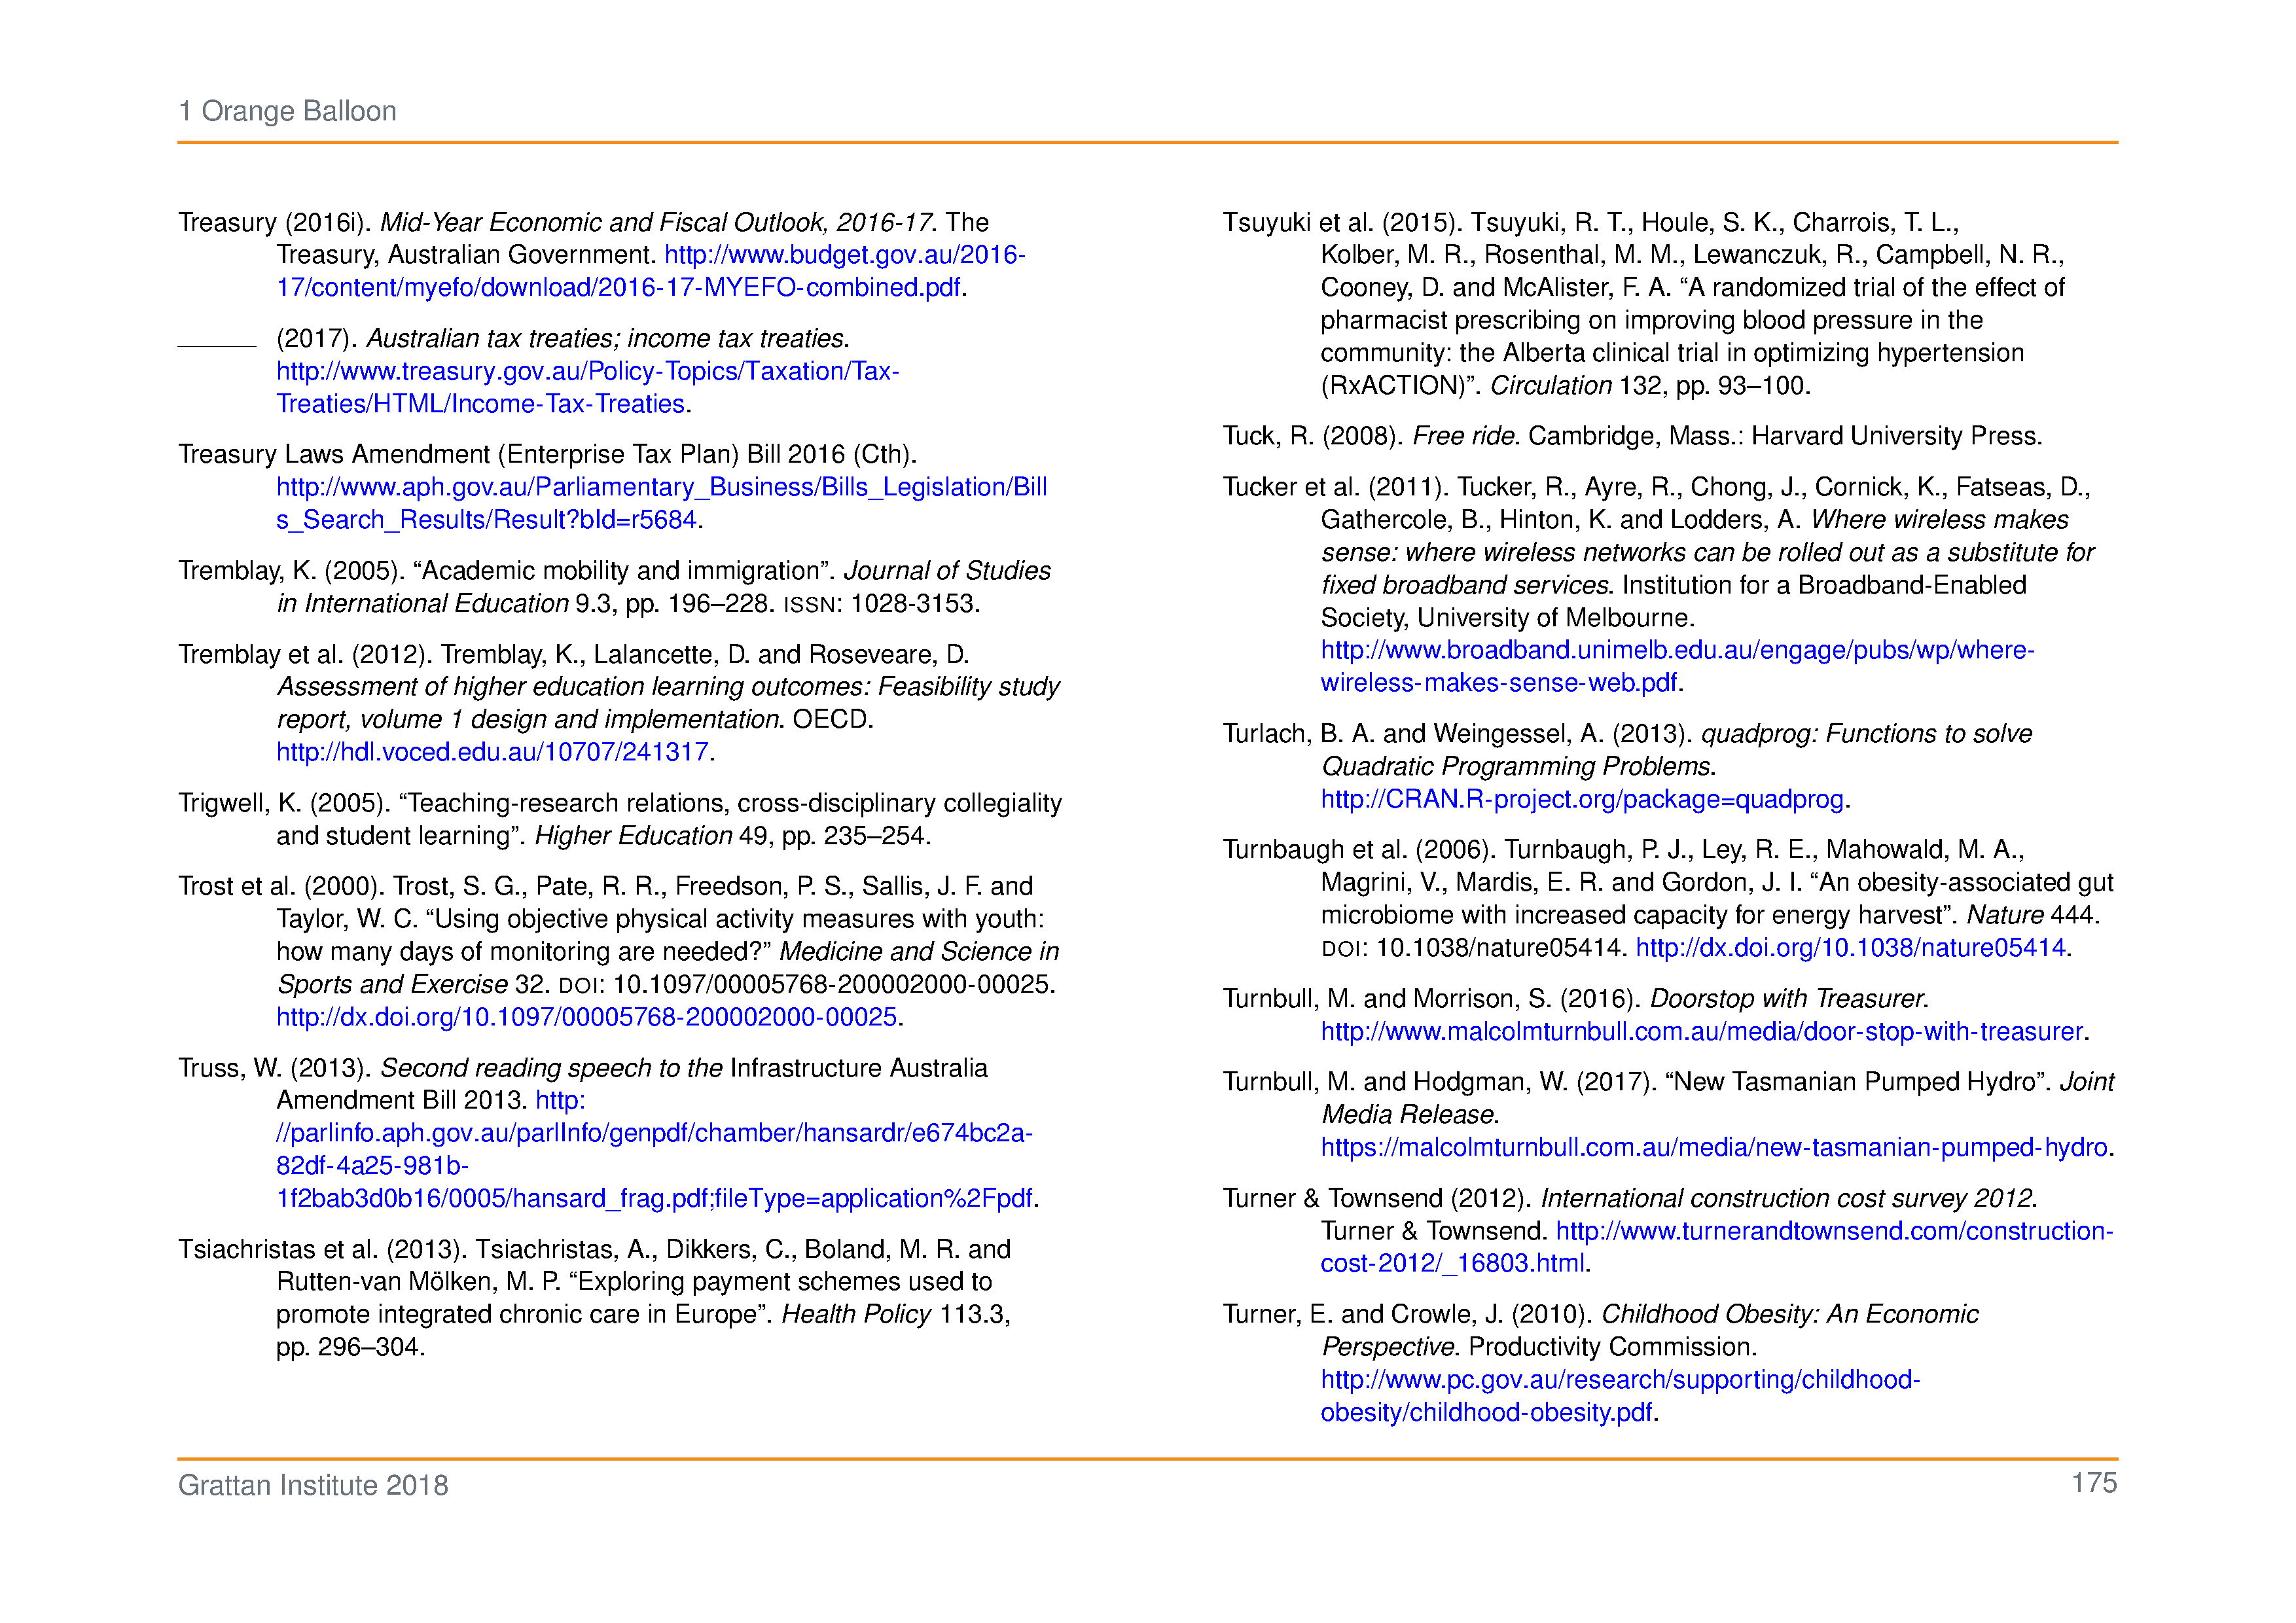 1 Orange Balloon
Treasury (2016i). Mid-Year Economic and Fiscal Outlook, 2016-17. The
Treasury, Australian Government. http://www.budget.gov.au/2016-
17/content/myefo/download/2016-17-MYEFO-combined.pdf.
(2017). Australian tax treaties; income tax treaties.
http://www.treasury.gov.au/Policy-Topics/Taxation/Tax-
Treaties/HTML/Income-Tax-Treaties.
Treasury Laws Amendment (Enterprise Tax Plan) Bill 2016 (Cth).
http://www.aph.gov.au/Parliamentary_Business/Bills_Legislation/Bill
s_Search_Results/Result?bId=r5684.
Tremblay, K. (2005). “Academic mobility and immigration”. Journal of Studies
in International Education 9.3, pp. 196–228. ISSN: 1028-3153.
Tremblay et al. (2012). Tremblay, K., Lalancette, D. and Roseveare, D.
Assessment of higher education learning outcomes: Feasibility study
report, volume 1 design and implementation. OECD.
http://hdl.voced.edu.au/10707/241317.
Trigwell, K. (2005). “Teaching-research relations, cross-disciplinary collegiality
and student learning”. Higher Education 49, pp. 235–254.
Trost et al. (2000). Trost, S. G., Pate, R. R., Freedson, P. S., Sallis, J. F. and
Taylor, W. C. “Using objective physical activity measures with youth:
how many days of monitoring are needed?” Medicine and Science in
Sports and Exercise 32. DOI: 10.1097/00005768-200002000-00025.
http://dx.doi.org/10.1097/00005768-200002000-00025.
Truss, W. (2013). Second reading speech to the Infrastructure Australia
Amendment Bill 2013. http:
//parlinfo.aph.gov.au/parlInfo/genpdf/chamber/hansardr/e674bc2a-
82df-4a25-981b-
1f2bab3d0b16/0005/hansard_frag.pdf;fileType=application%2Fpdf.
Tsiachristas et al. (2013). Tsiachristas, A., Dikkers, C., Boland, M. R. and
Rutten-van Mölken, M. P. “Exploring payment schemes used to
promote integrated chronic care in Europe”. Health Policy 113.3,
pp. 296–304.
Tsuyuki et al. (2015). Tsuyuki, R. T., Houle, S. K., Charrois, T. L.,
Kolber, M. R., Rosenthal, M. M., Lewanczuk, R., Campbell, N. R.,
Cooney, D. and McAlister, F. A. “A randomized trial of the effect of
pharmacist prescribing on improving blood pressure in the
community: the Alberta clinical trial in optimizing hypertension
(RxACTION)”. Circulation 132, pp. 93–100.
Tuck, R. (2008). Free ride. Cambridge, Mass.: Harvard University Press.
Tucker et al. (2011). Tucker, R., Ayre, R., Chong, J., Cornick, K., Fatseas, D.,
Gathercole, B., Hinton, K. and Lodders, A. Where wireless makes
sense: where wireless networks can be rolled out as a substitute for
fixed broadband services. Institution for a Broadband-Enabled
Society, University of Melbourne.
http://www.broadband.unimelb.edu.au/engage/pubs/wp/where-
wireless-makes-sense-web.pdf.
Turlach, B. A. and Weingessel, A. (2013). quadprog: Functions to solve
Quadratic Programming Problems.
http://CRAN.R-project.org/package=quadprog.
Turnbaugh et al. (2006). Turnbaugh, P. J., Ley, R. E., Mahowald, M. A.,
Magrini, V., Mardis, E. R. and Gordon, J. I. “An obesity-associated gut
microbiome with increased capacity for energy harvest”. Nature 444.
DOI: 10.1038/nature05414. http://dx.doi.org/10.1038/nature05414.
Turnbull, M. and Morrison, S. (2016). Doorstop with Treasurer.
http://www.malcolmturnbull.com.au/media/door-stop-with-treasurer.
Turnbull, M. and Hodgman, W. (2017). “New Tasmanian Pumped Hydro”. Joint
Media Release.
https://malcolmturnbull.com.au/media/new-tasmanian-pumped-hydro.
Turner & Townsend (2012). International construction cost survey 2012.
Turner & Townsend. http://www.turnerandtownsend.com/construction-
cost-2012/_16803.html.
Turner, E. and Crowle, J. (2010). Childhood Obesity: An Economic
Perspective. Productivity Commission.
http://www.pc.gov.au/research/supporting/childhood-
obesity/childhood-obesity.pdf.
Grattan Institute 2018
175